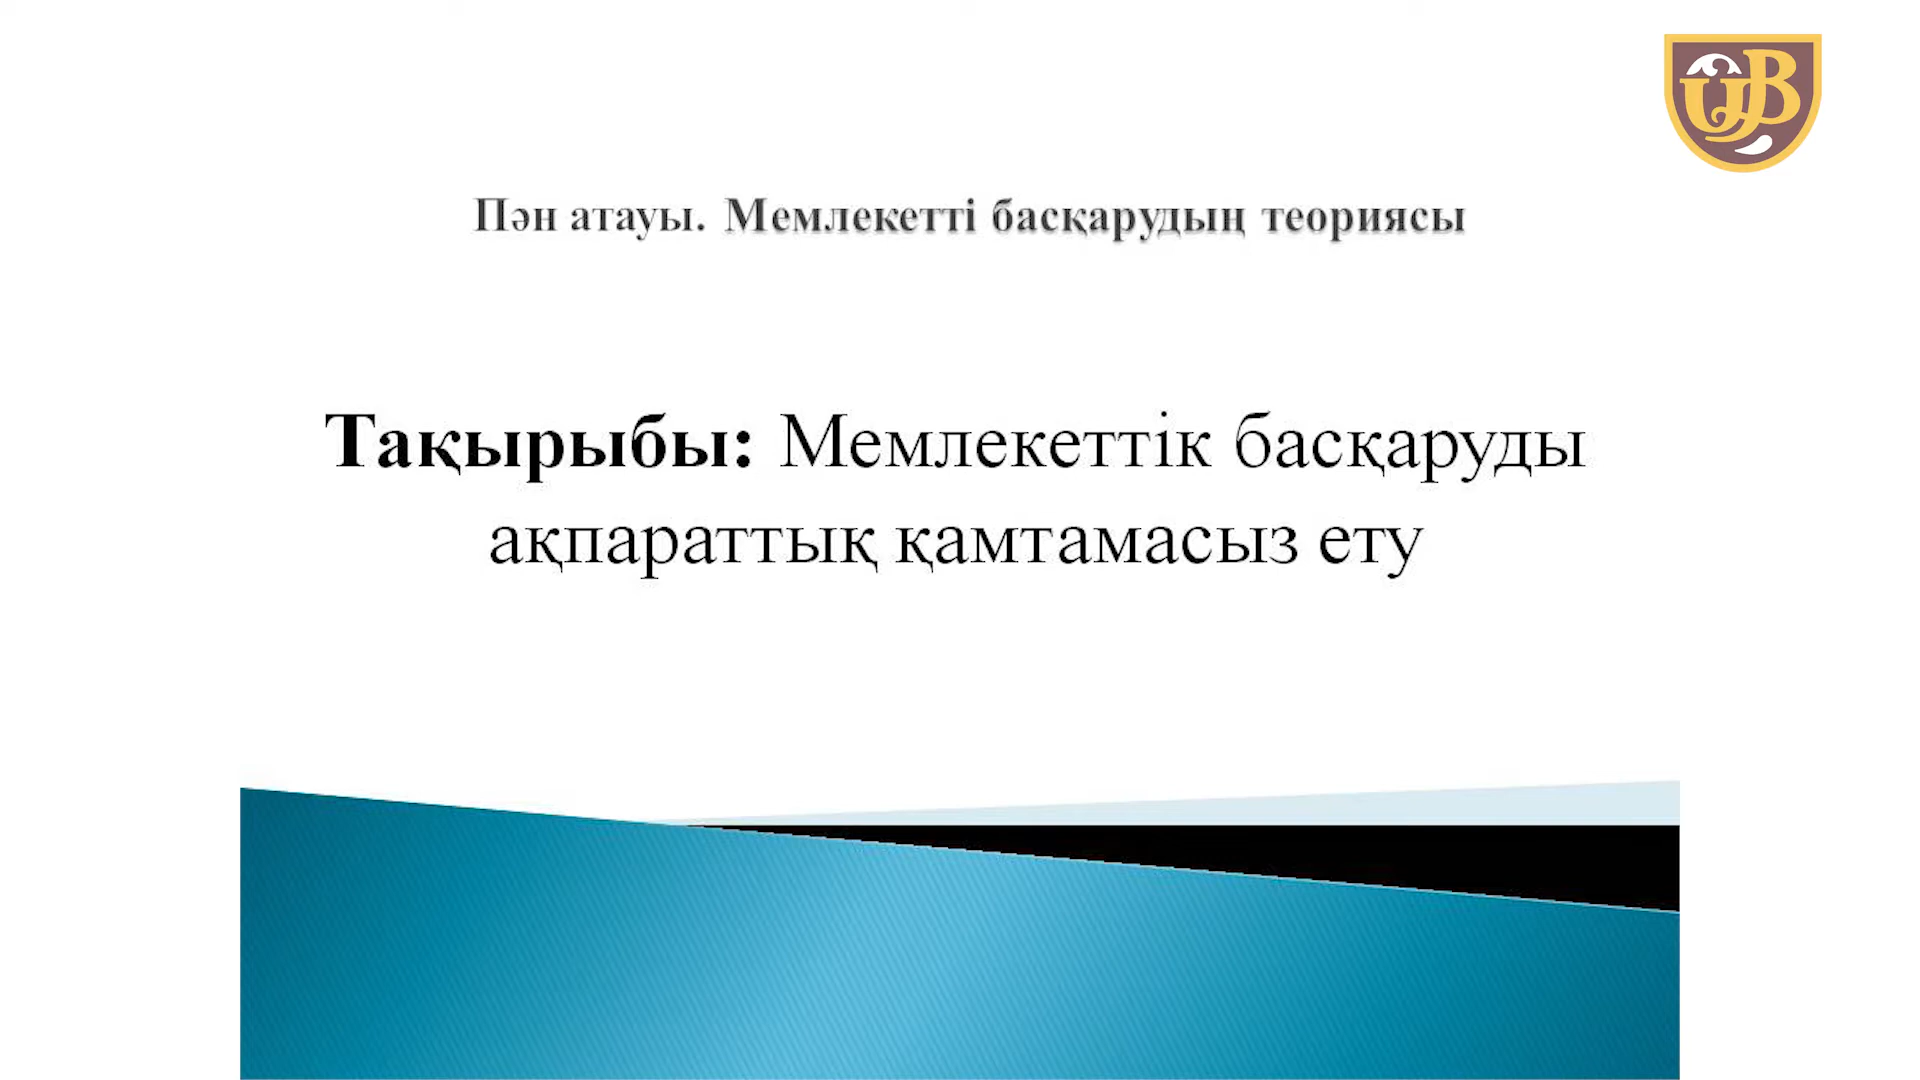 Пән атауы. Мемлекетті басқарудың теориясы
Тақырыбы: Мемлекеттік басқаруды
ақпараттық қамтамасыз ету